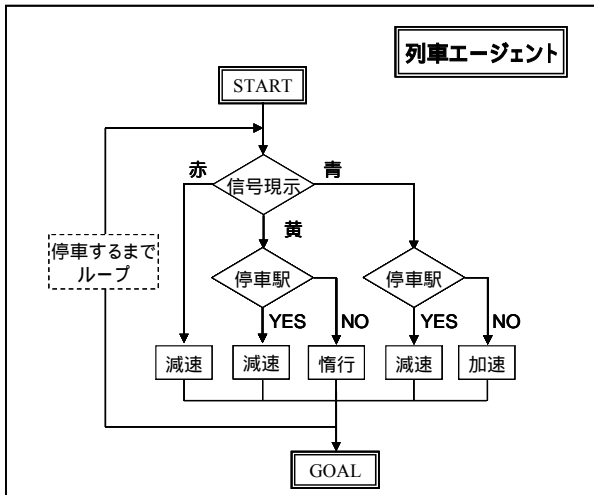 列車エージェント
START
赤
青
信号現示
黄
停車するまで
ループ
停車駅
停車駅
YES
NO
YES
NO
減速
減速
惰行
減速
加速
GOAL